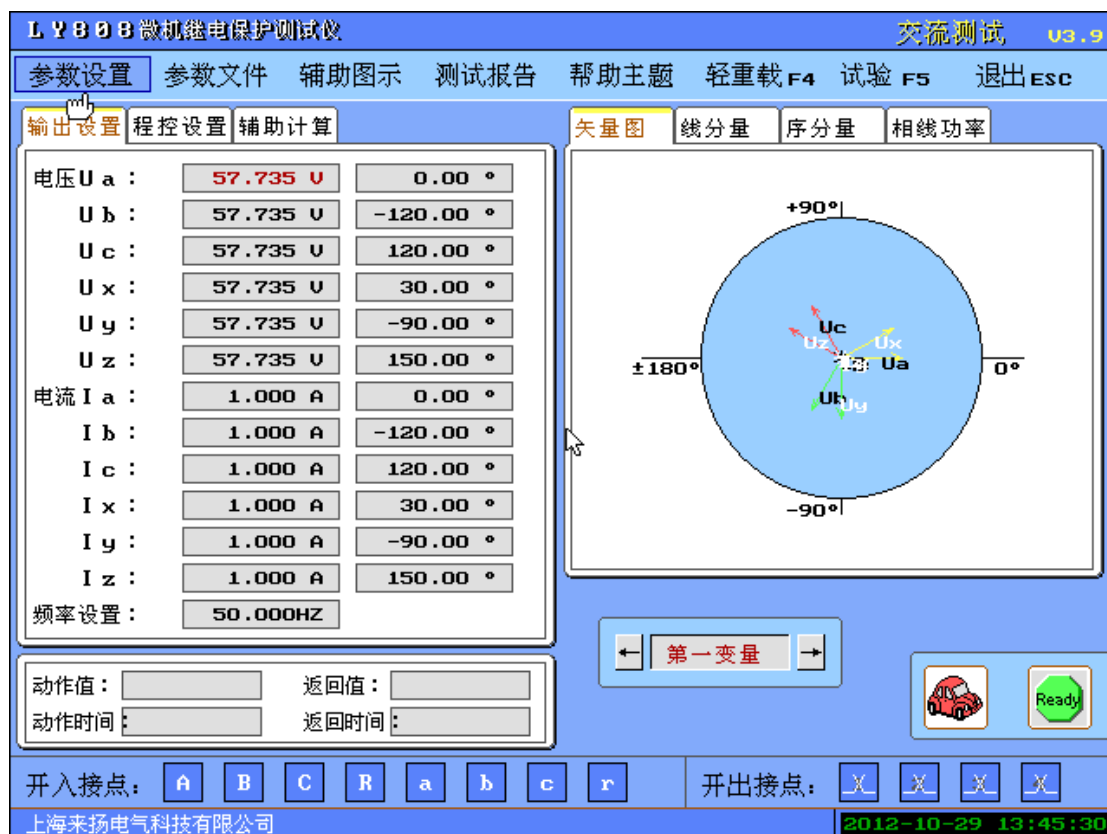 LY808微机继电保护测试仪 交流测试 V3.9
参数设置 参数文件 辅助图示 测试报告 帮助主题 轻重载F4 试验 F5 退出ESC
输出设置 程控设置 辅助计算 矢量图 线分量 序分量 相线功率
电压Ua: 57.735 V 0.00 °
Ub: 57.735 V -120.00 °
Uc: 57.735 V 120.00 °
Ux: 57.735 V 30.00 °
Uy: 57.735 V -90.00 °
Uz: 57.735 V 150.00 °
电流Ia: 1.000 A 0.00 °
Ib: 1.000 A -120.00 °
Ic: 1.000 A 120.00 °
Ix: 1.000 A 30.00 °
Iy: 1.000 A -90.00 °
Iz: 1.000 A 150.00 °
频率设置: 50.000HZ
动作值: 返回值:
动作时间: 返回时间:
+90°
Uc
Uz Ux
±180° Ua 0°
Ub Uy
-90°
← 第一变量 →
Ready
开入接点: A B C R a b c r 开出接点: X X X X
上海来扬电气科技有限公司 2012-10-29 13:45:30